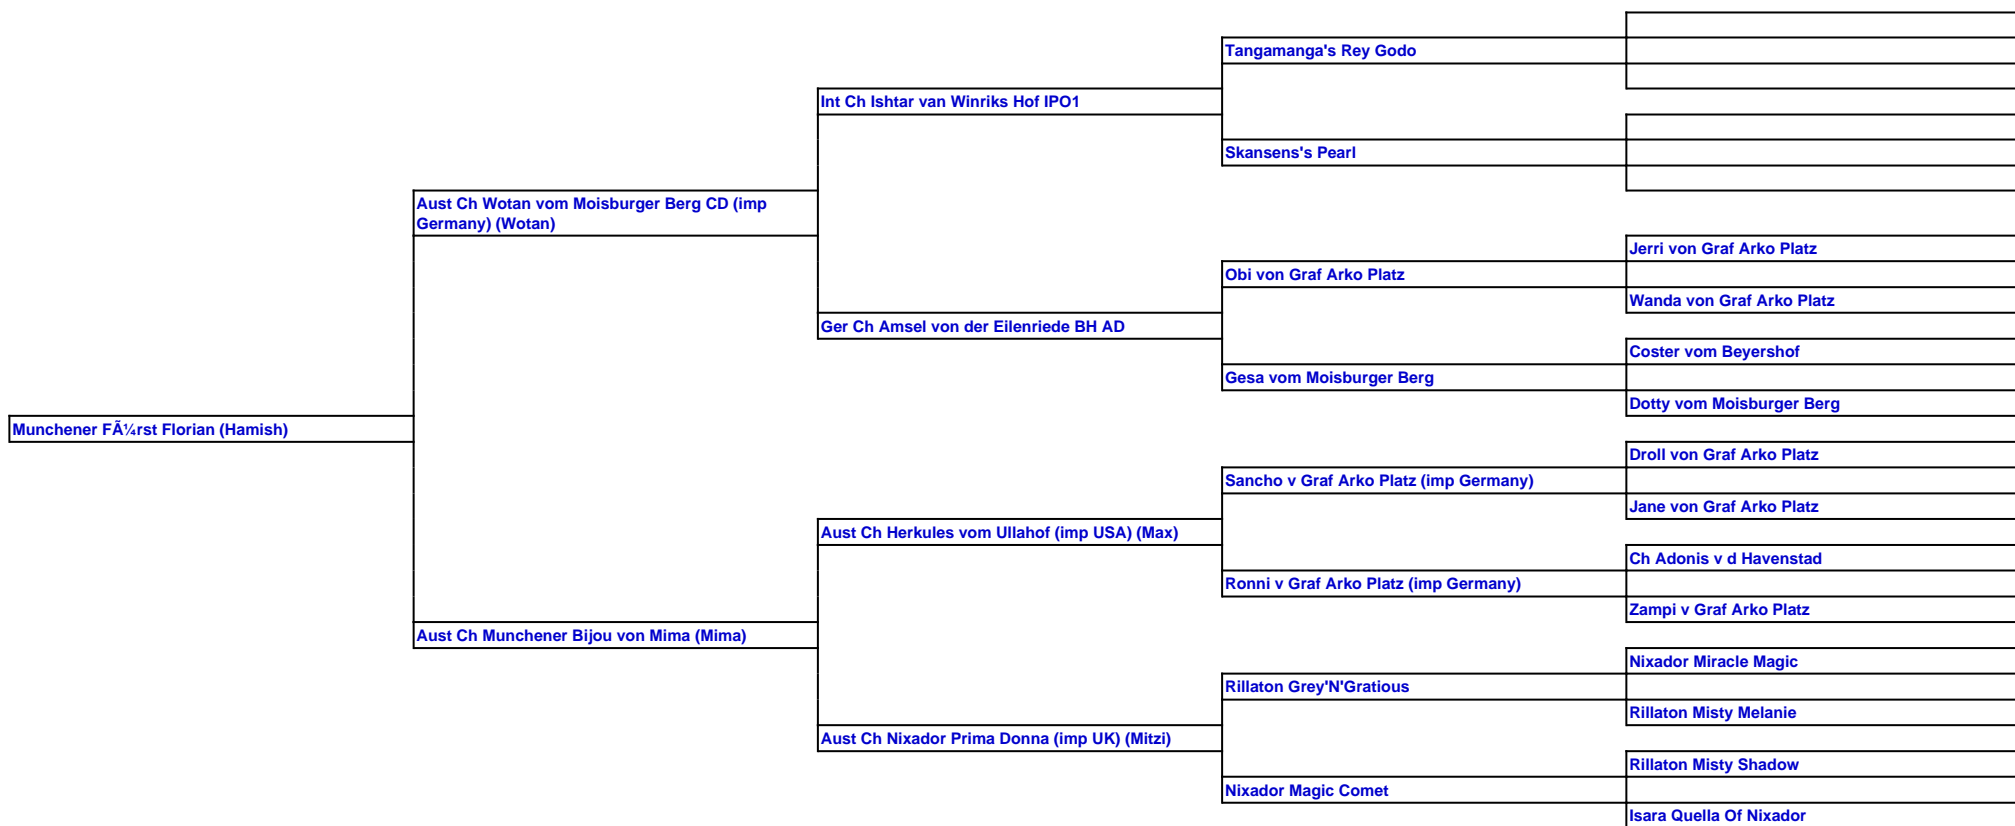 Tangamanga's Rey Godo
Int Ch Ishtar van Winriks Hof IPO1
Skansens's Pearl
Aust Ch Wotan vom Moisburger Berg CD (imp
Germany) (Wotan)
Jerri von Graf Arko Platz
Obi von Graf Arko Platz
Wanda von Graf Arko Platz
Ger Ch Amsel von der Eilenriede BH AD
Coster vom Beyershof
Gesa vom Moisburger Berg
Dotty vom Moisburger Berg
Munchener FÃ¼rst Florian (Hamish)
Droll von Graf Arko Platz
Sancho v Graf Arko Platz (imp Germany)
Jane von Graf Arko Platz
Aust Ch Herkules vom Ullahof (imp USA) (Max)
Ch Adonis v d Havenstad
Ronni v Graf Arko Platz (imp Germany)
Zampi v Graf Arko Platz
Aust Ch Munchener Bijou von Mima (Mima)
Nixador Miracle Magic
Rillaton Grey'N'Gratious
Rillaton Misty Melanie
Aust Ch Nixador Prima Donna (imp UK) (Mitzi)
Rillaton Misty Shadow
Nixador Magic Comet
Isara Quella Of Nixador